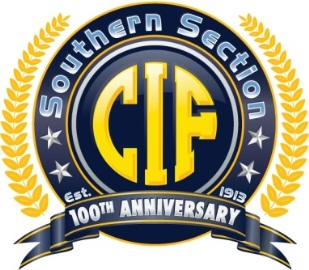 Southern Section
CIF
Est. 1913
100TH ANNIVERSARY